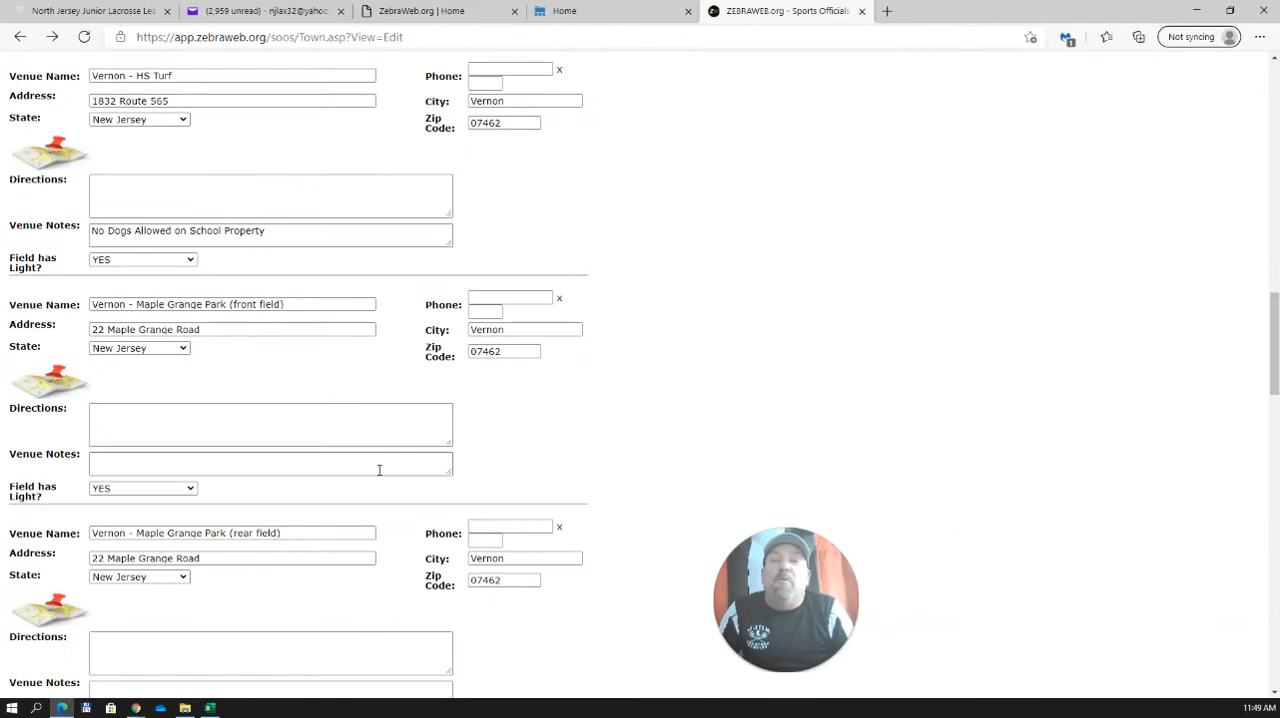 North Jersey Junior Lacrosse Lea
(2,959 unread) - njlax32@yahoo.
ZebraWeb.org | Home
Home
ZEBRAWEB.org - Sports Officials
https://app.zebraweb.org/soos/Town.asp?View=Edit
1
Not syncing
Venue Name: Vernon - HS Turf Phone: x
Address: 1832 Route 565 City: Vernon
State: New Jersey Zip Code: 07462
Directions:
Venue Notes: No Dogs Allowed on School Property
Field has Light? YES
Venue Name: Vernon - Maple Grange Park (front field) Phone: x
Address: 22 Maple Grange Road City: Vernon
State: New Jersey Zip Code: 07462
Directions:
Venue Notes:
Field has Light? YES
Venue Name: Vernon - Maple Grange Park (rear field) Phone: x
Address: 22 Maple Grange Road City: Vernon
State: New Jersey Zip Code: 07462
Directions:
Venue Notes:
11:49 AM